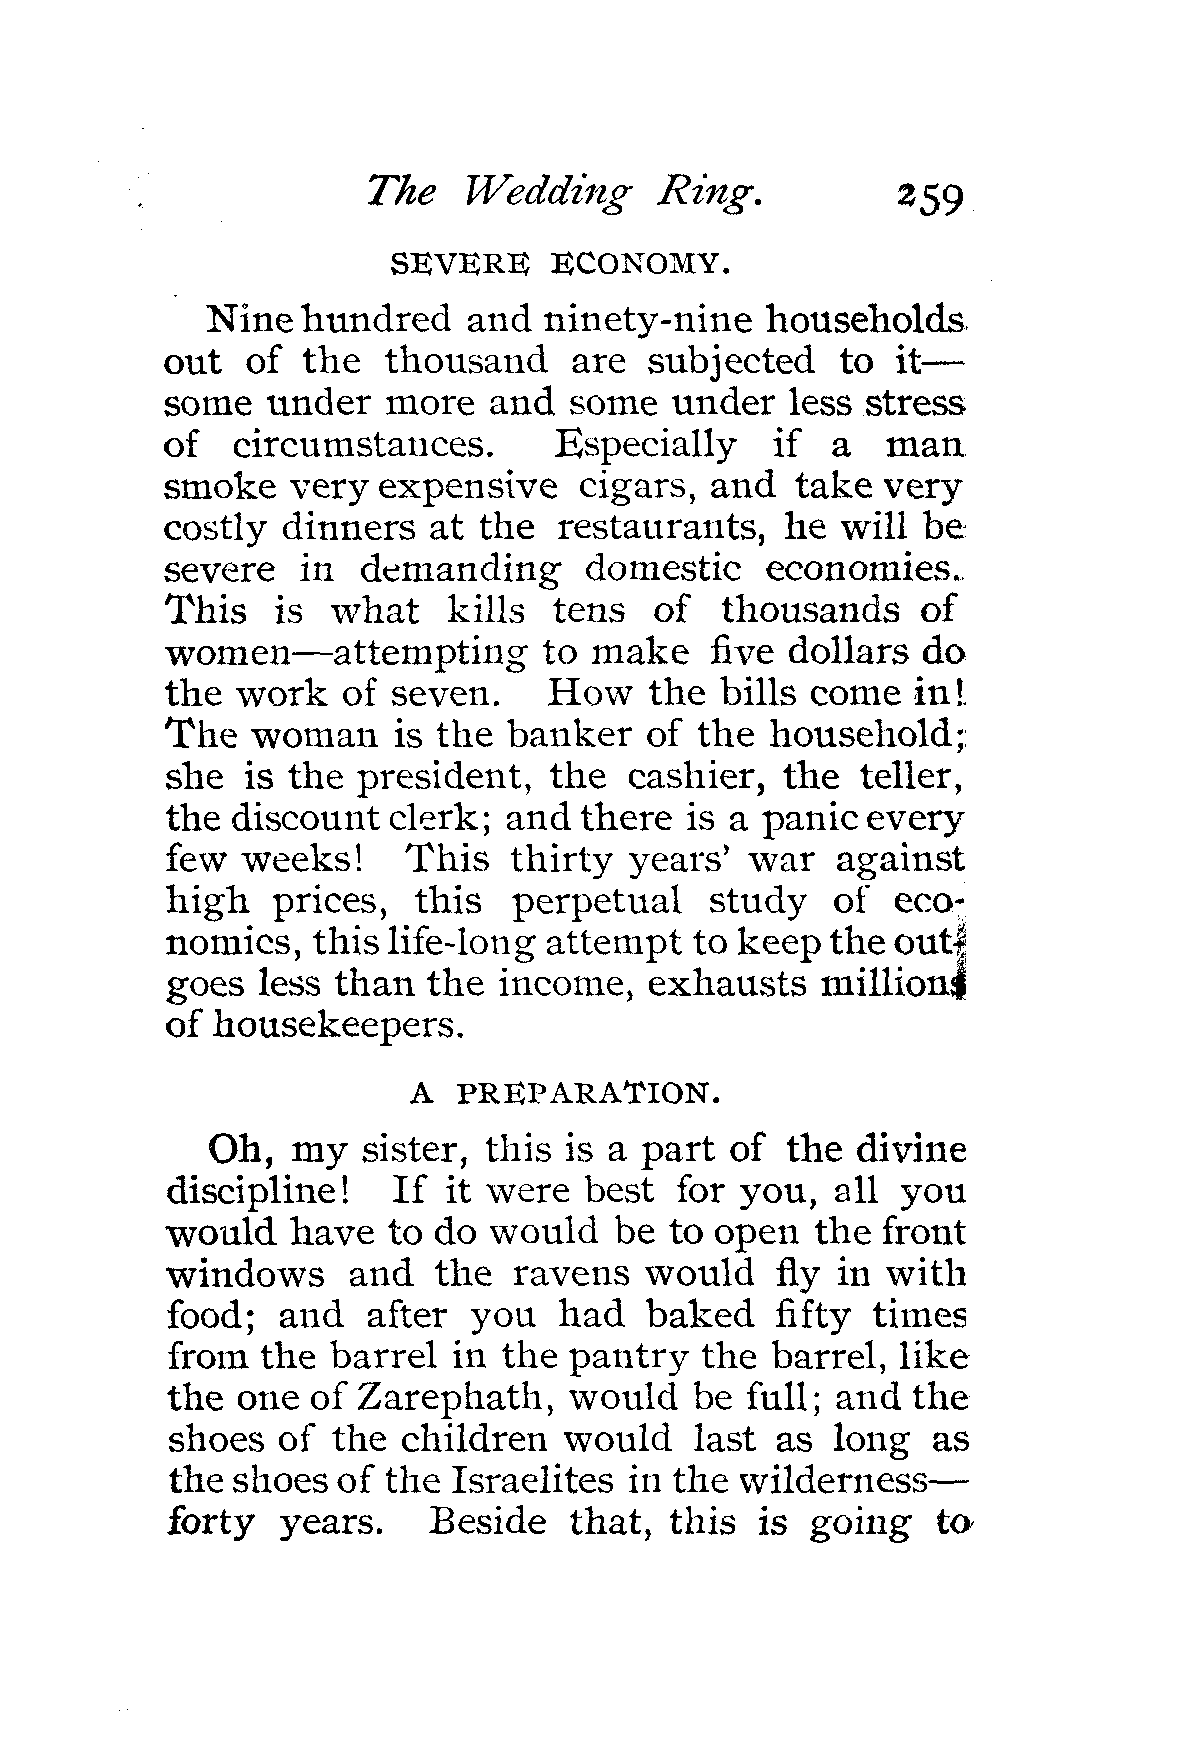 The Wedding Ring. 259
SEVERE ECONOMY.
Nine hundred and ninety-nine households
out of the thousand are subjected to it—
some under more and some under less stress
of circumstances. Especially if a man
smoke very expensive cigars, and take very
costly dinners at the restaurants, he will be
severe in demanding domestic economies.
This is what kills tens of thousands of
women—attempting to make five dollars do
the work of seven. How the bills come in!
The woman is the banker of the household;
she is the president, the cashier, the teller,
the discount clerk; and there is a panic every
few weeks! This thirty years' war against
high prices, this perpetual study of eco-
nomics, this life-long attempt to keep the out-
goes less than the income, exhausts millions
of housekeepers.
A PREPARATION.
Oh, my sister, this is a part of the divine
discipline! If it were best for you, all you
would have to do would be to open the front
windows and the ravens would fly in with
food; and after you had baked fifty times
from the barrel in the pantry the barrel, like
the one of Zarephath, would be full; and the
shoes of the children would last as long as
the shoes of the Israelites in the wilderness—
forty years. Beside that, this is going to